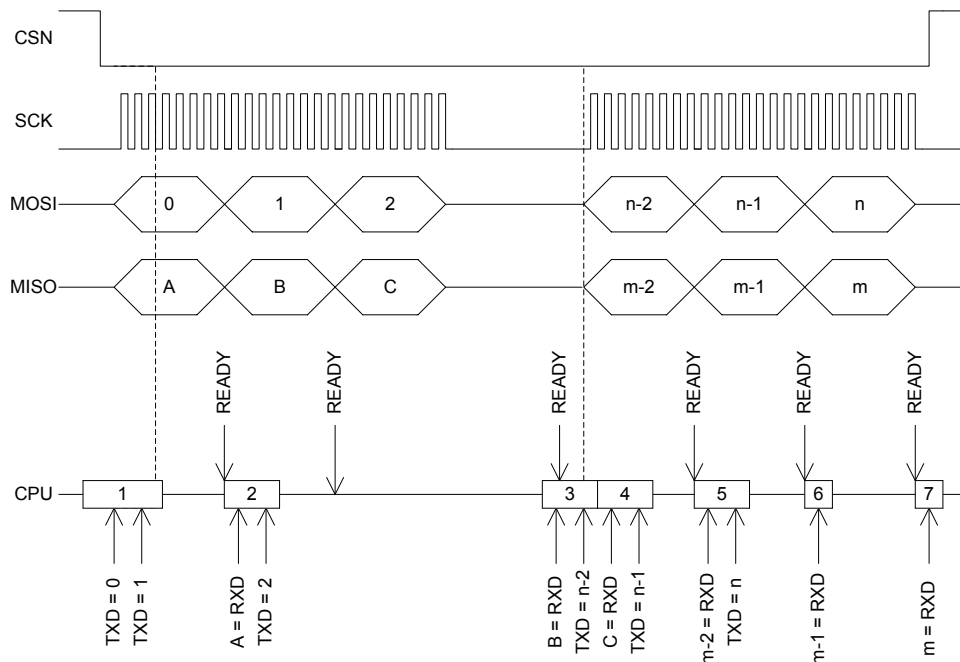 CSN
SCK
MOSI
0
1
2
n-2
n-1
n
MISO
A
B
C
m-2
m-1
m
READY
READY
READY
READY
READY
READY
CPU
1
2
3
4
5
6
7
TXD = 0
TXD = 1
A = RXD
TXD = 2
B = RXD
TXD = n-2
C = RXD
TXD = n-1
m-2 = RXD
TXD = n
m-1 = RXD
m = RXD